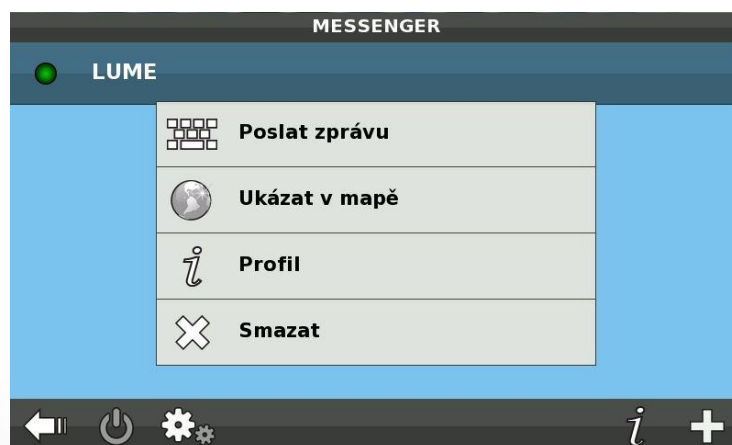 MESSENGER
LUME
Poslat zprávu
Ukázat v mapě
Profil
Smazat